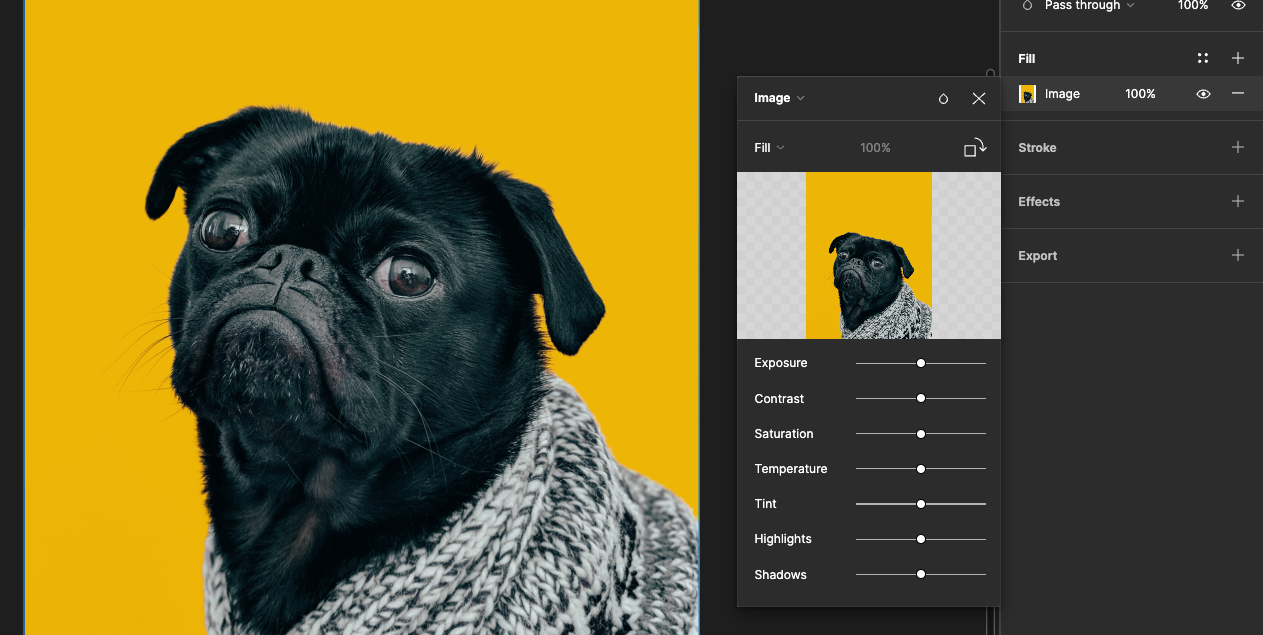 Pass through 100%
Fill
Image 100%
Stroke
Effects
Export
Image
Fill 100%
Exposure
Contrast
Saturation
Temperature
Tint
Highlights
Shadows